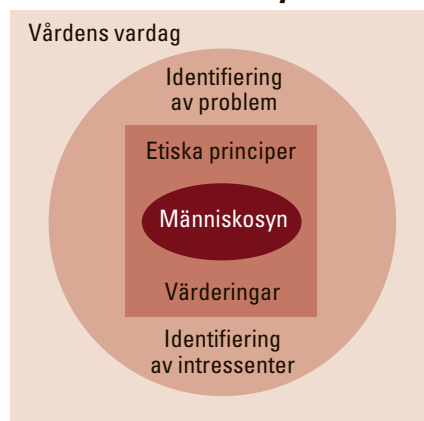 Vårdens vardag
Identifiering
av problem
Etiska principer
Människosyn
Värderingar
Identifiering
av intressenter